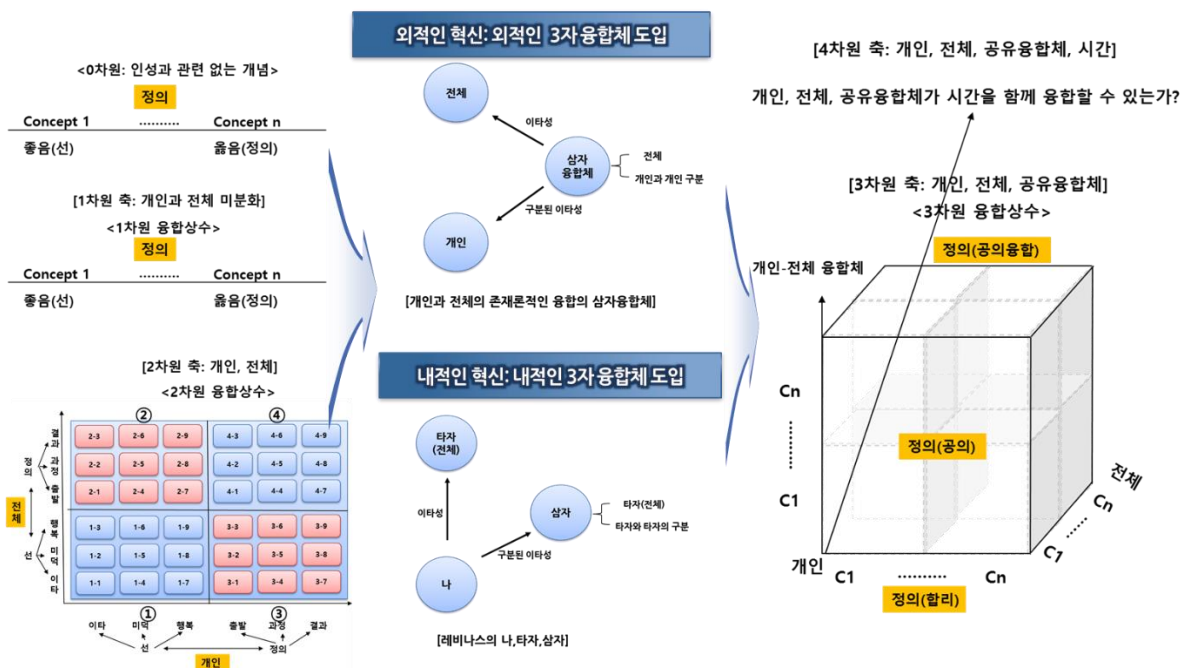 <0차원: 인성과 관련 없는 개념>
정의
Concept 1 ·········· Concept n
좋음(선) 옳음(정의)
[1차원 축: 개인과 전체 미분화]
<1차원 융합상수>
정의
Concept 1 ·········· Concept n
좋음(선) 옳음(정의)
[2차원 축: 개인, 전체]
<2차원 융합상수>
② ④
2-3 2-6 2-9 4-3 4-6 4-9
2-2 2-5 2-8 4-2 4-5 4-8
2-1 2-4 2-7 4-1 4-4 4-7
1-3 1-6 1-9 3-3 3-6 3-9
1-2 1-5 1-8 3-2 3-5 3-8
1-1 1-4 1-7 3-1 3-4 3-7
결과
과정
출발
정의
전체
행복
미덕
이타
선
① ③
이타 미덕 행복 출발 과정 결과
선 정의
개인
외적인 혁신: 외적인 3자 융합체 도입
전체
이타성
삼자
융합체
전체
개인과 개인 구분
구분된 이타성
개인
[개인과 전체의 존재론적인 융합의 삼자융합체]
내적인 혁신: 내적인 3자 융합체 도입
타자
(전체)
이타성
삼자
타자(전체)
타자와 타자의 구분
구분된 이타성
나
[레비나스의 나,타자,삼자]
[4차원 축: 개인, 전체, 공유융합체, 시간]
개인, 전체, 공유융합체가 시간을 함께 융합할 수 있는가?
[3차원 축: 개인, 전체, 공유융합체]
<3차원 융합상수>
정의(공의융합)
개인-전체 융합체
Cn
········
C1
정의(공의)
전체
Cn
······
C1
개인
C1 ·········· Cn
정의(합리)